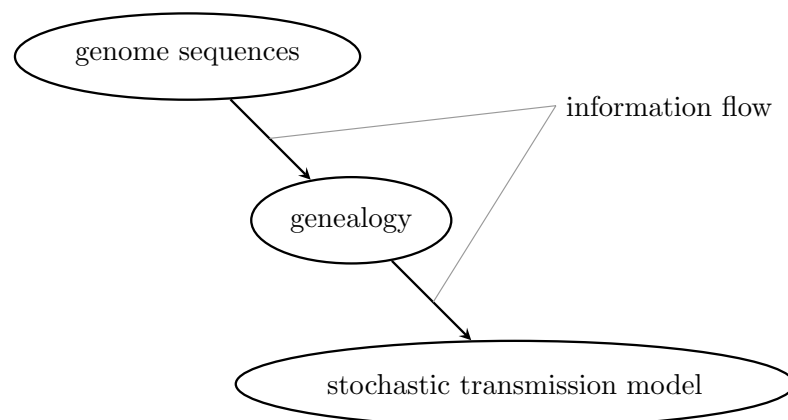 genome sequences
information flow
genealogy
stochastic transmission model